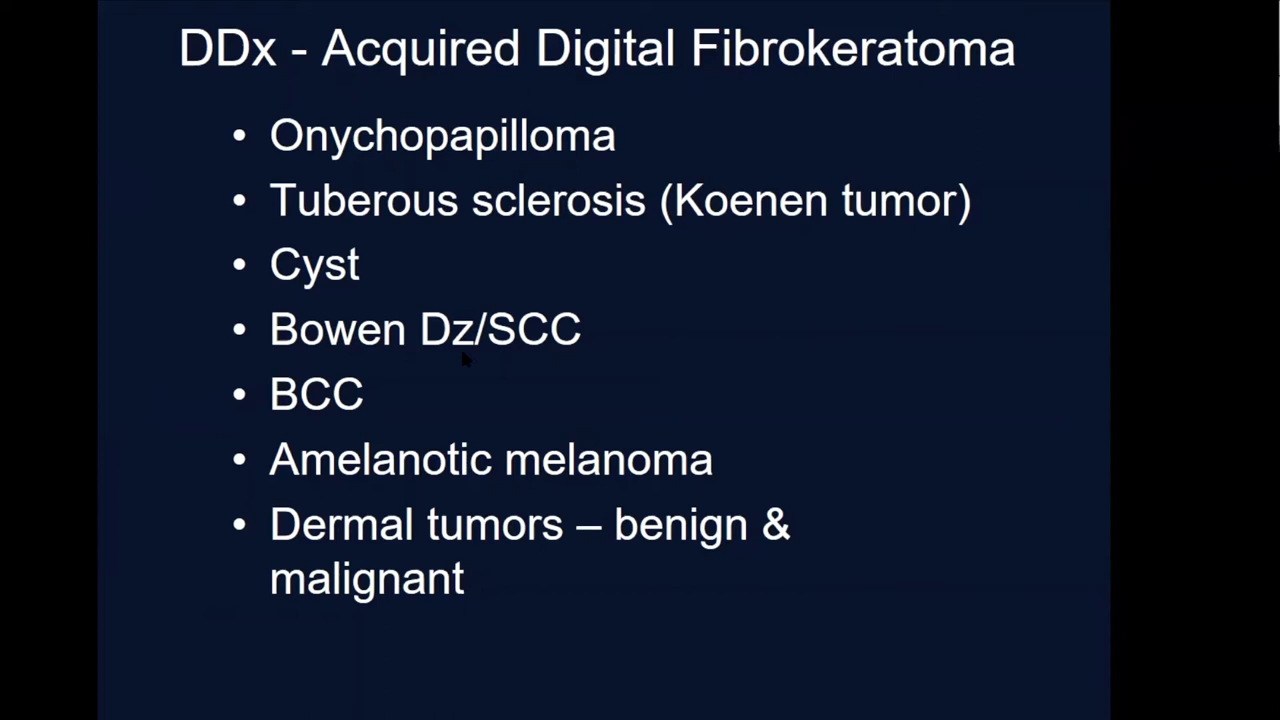 DDx - Acquired Digital Fibrokeratoma
• Onychopapilloma
• Tuberous sclerosis (Koenen tumor)
• Cyst
• Bowen Dz/SCC
• BCC
• Amelanotic melanoma
• Dermal tumors – benign &
malignant